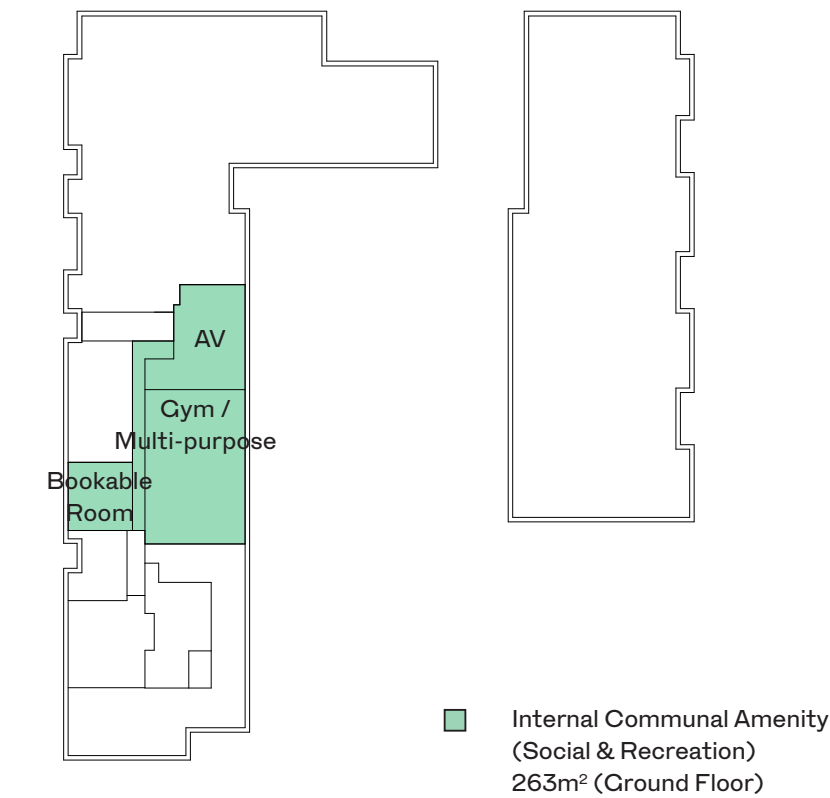 AV
Gym /
Multi-purpose
Bookable
Room
Internal Communal Amenity
(Social & Recreation)
263m² (Ground Floor)